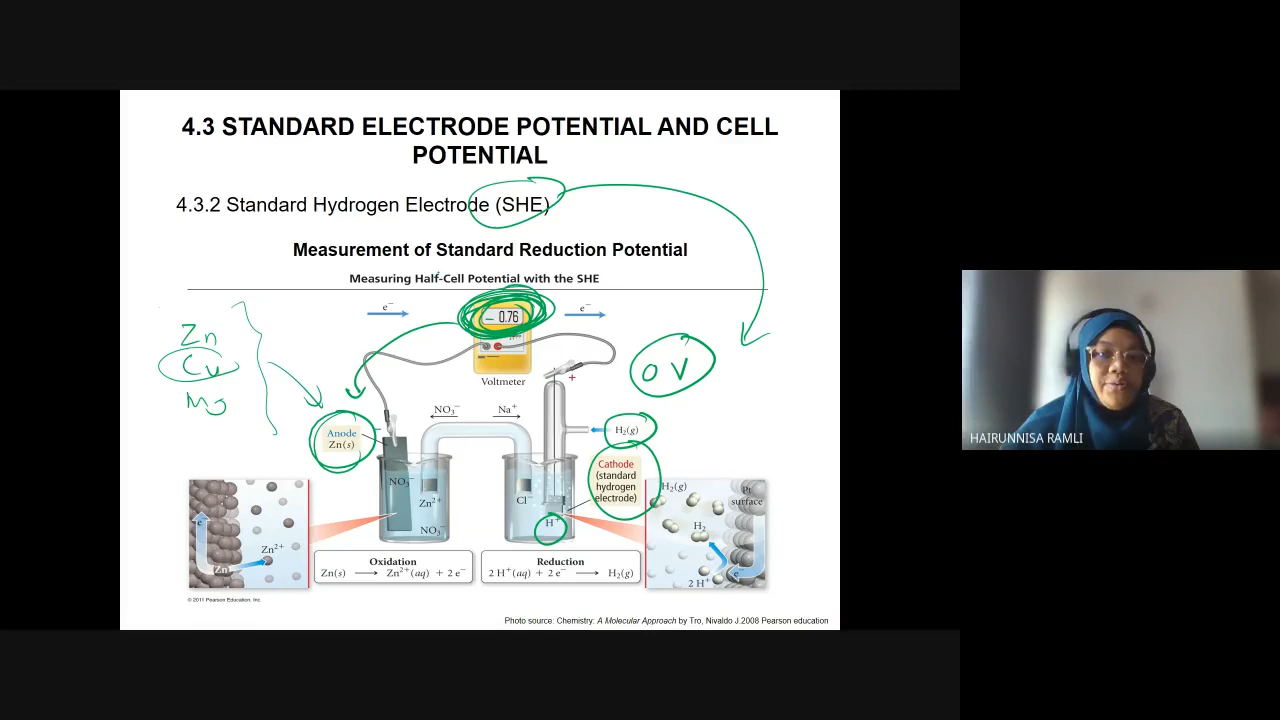 4.3 STANDARD ELECTRODE POTENTIAL AND CELL
POTENTIAL
4.3.2 Standard Hydrogen Electrode (SHE)
Measurement of Standard Reduction Potential
Measuring Half-Cell Potential with the SHE
e⁻
– 0.76
e⁻
Voltmeter
Zn
Cu
Mg
0 V
+
NO₃⁻
Na⁺
Anode
Zn(s)
–
H₂(g)
Cathode
(standard
hydrogen
electrode)
NO₃⁻
Zn²⁺
NO₃⁻
Cl⁻
H⁺
e⁻
Zn²⁺
Zn
H₂(g)
Pt
surface
H₂
e⁻
2 H⁺
Oxidation
Zn(s) ⟶ Zn²⁺(aq) + 2 e⁻
Reduction
2 H⁺(aq) + 2 e⁻ ⟶ H₂(g)
© 2011 Pearson Education, Inc.
Photo source: Chemistry: A Molecular Approach by Tro, Nivaldo J.2008 Pearson education
HAIRUNNISA RAMLI